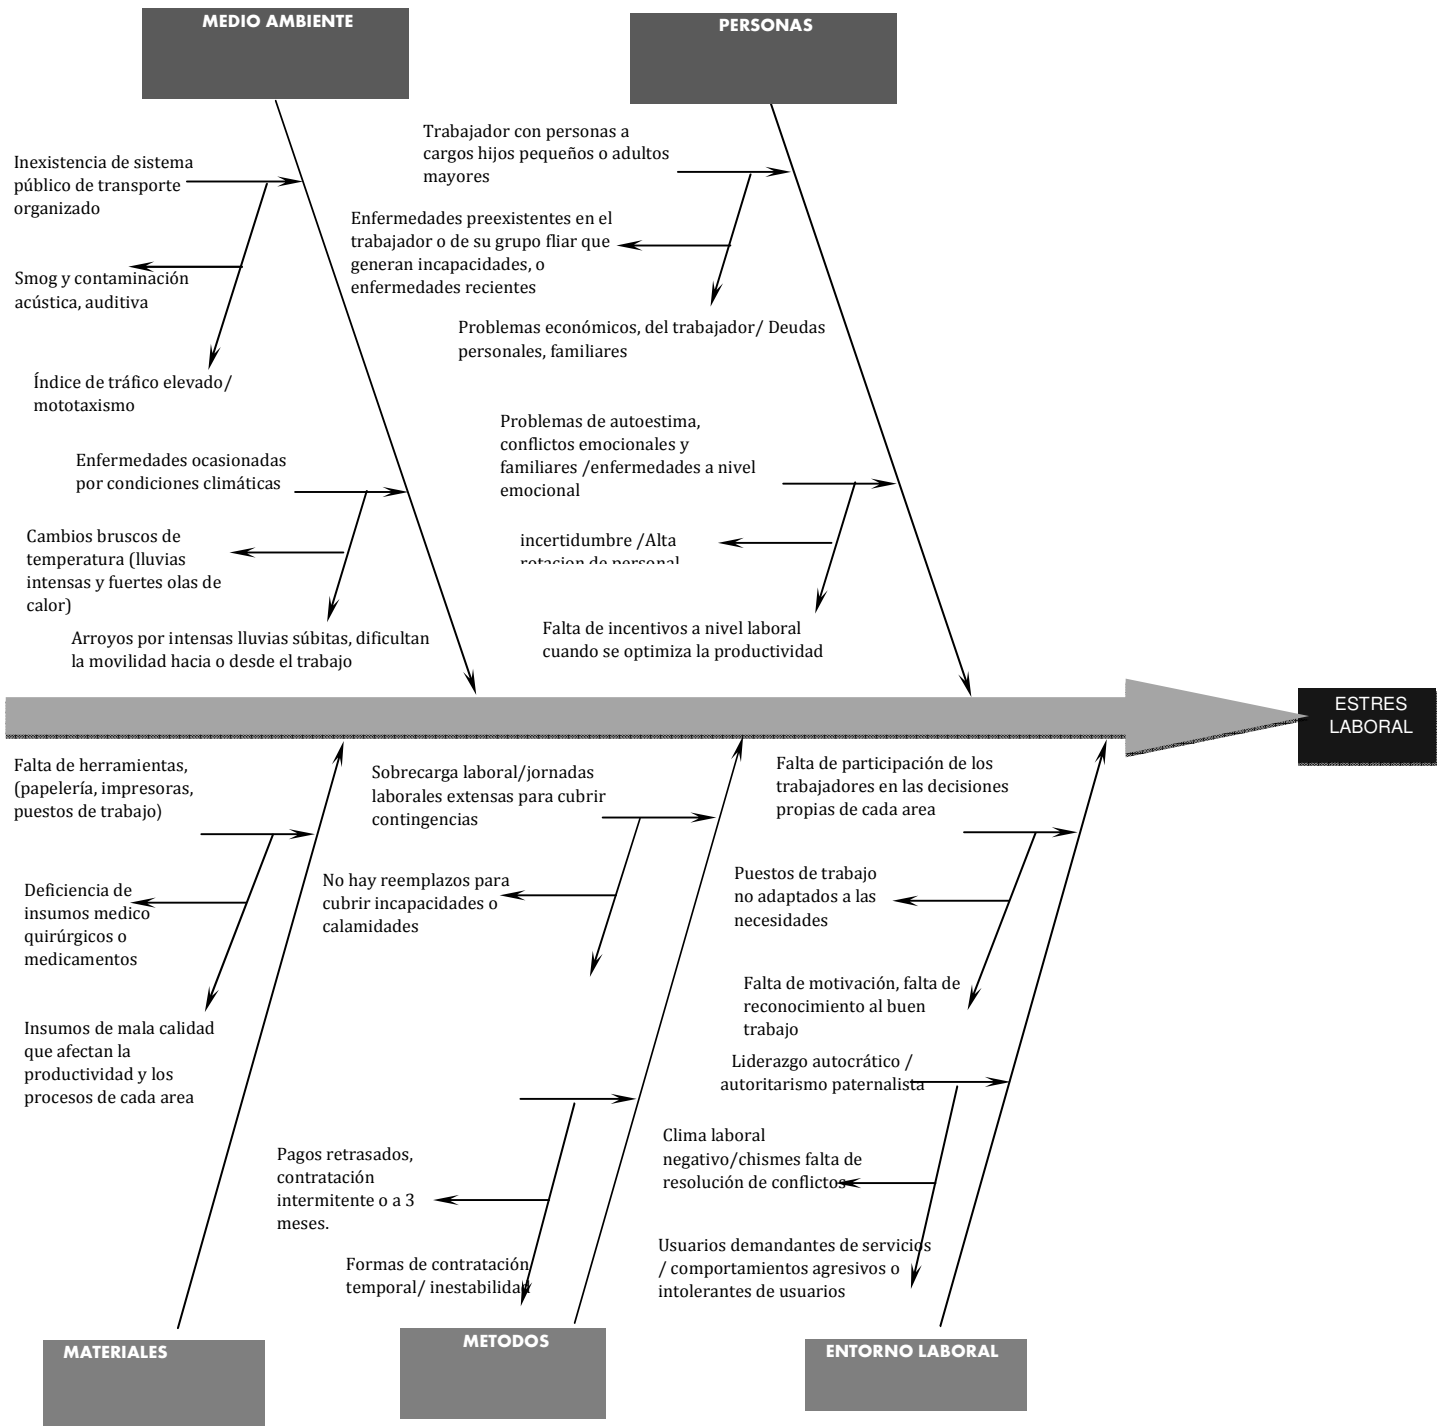 MEDIO AMBIENTE
PERSONAS
Inexistencia de sistema
público de transporte
organizado
Smog y contaminación
acústica, auditiva
Índice de tráfico elevado/
mototaxismo
Enfermedades ocasionadas
por condiciones climáticas
Cambios bruscos de
temperatura (lluvias
intensas y fuertes olas de
calor)
Arroyos por intensas lluvias súbitas, dificultan
la movilidad hacia o desde el trabajo
Trabajador con personas a
cargos hijos pequeños o adultos
mayores
Enfermedades preexistentes en el
trabajador o de su grupo fliar que
generan incapacidades, o
enfermedades recientes
Problemas económicos, del trabajador/ Deudas
personales, familiares
Problemas de autoestima,
conflictos emocionales y
familiares /enfermedades a nivel
emocional
incertidumbre /Alta
rotacion de personal
Falta de incentivos a nivel laboral
cuando se optimiza la productividad
ESTRES
LABORAL
Falta de herramientas,
(papelería, impresoras,
puestos de trabajo)
Deficiencia de
insumos medico
quirúrgicos o
medicamentos
Insumos de mala calidad
que afectan la
productividad y los
procesos de cada area
Sobrecarga laboral/jornadas
laborales extensas para cubrir
contingencias
No hay reemplazos para
cubrir incapacidades o
calamidades
Pagos retrasados,
contratación
intermitente o a 3
meses.
Formas de contratación
temporal/ inestabilidad
Falta de participación de los
trabajadores en las decisiones
propias de cada area
Puestos de trabajo
no adaptados a las
necesidades
Falta de motivación, falta de
reconocimiento al buen
trabajo
Liderazgo autocrático /
autoritarismo paternalista
Clima laboral
negativo/chismes falta de
resolución de conflictos
Usuarios demandantes de servicios
/ comportamientos agresivos o
intolerantes de usuarios
MATERIALES
METODOS
ENTORNO LABORAL